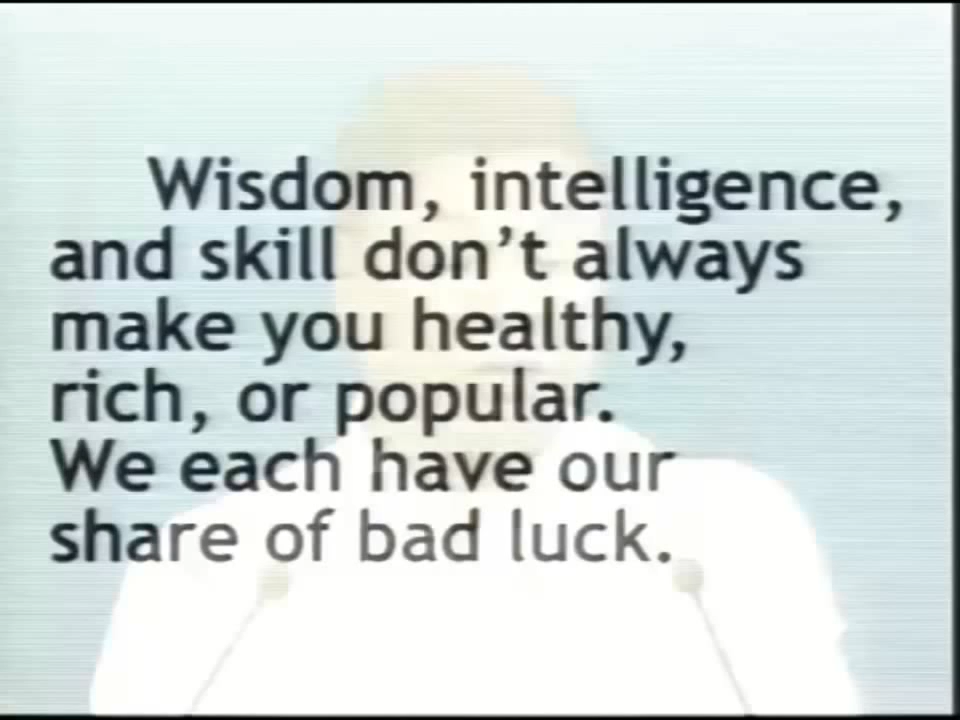 Wisdom, intelligence,
and skill don't always
make you healthy,
rich, or popular.
We each have our
share of bad luck.